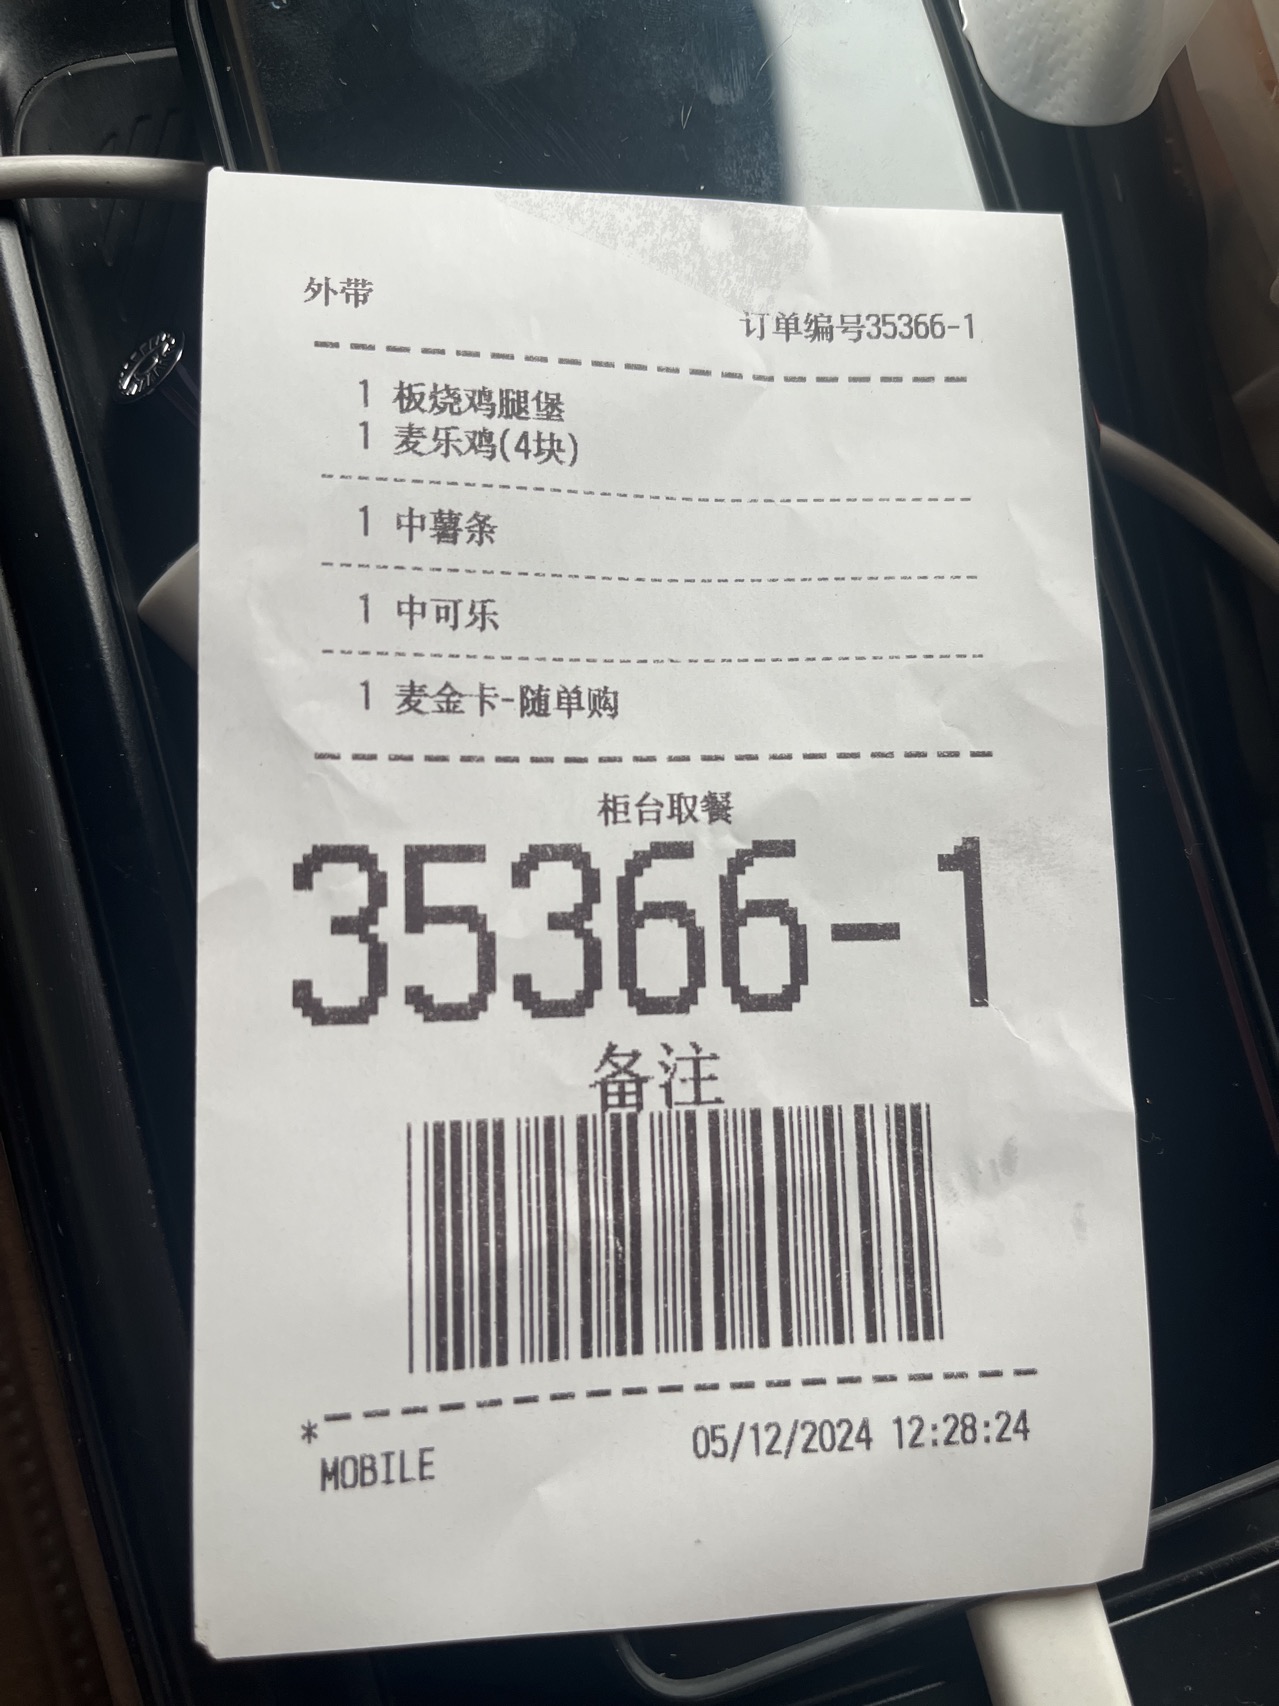 外带
订单编号35366-1
1 板烧鸡腿堡
1 麦乐鸡(4块)
1 中薯条
1 中可乐
1 麦金卡-随单购
柜台取餐
35366-1
备注
*
MOBILE 05/12/2024 12:28:24